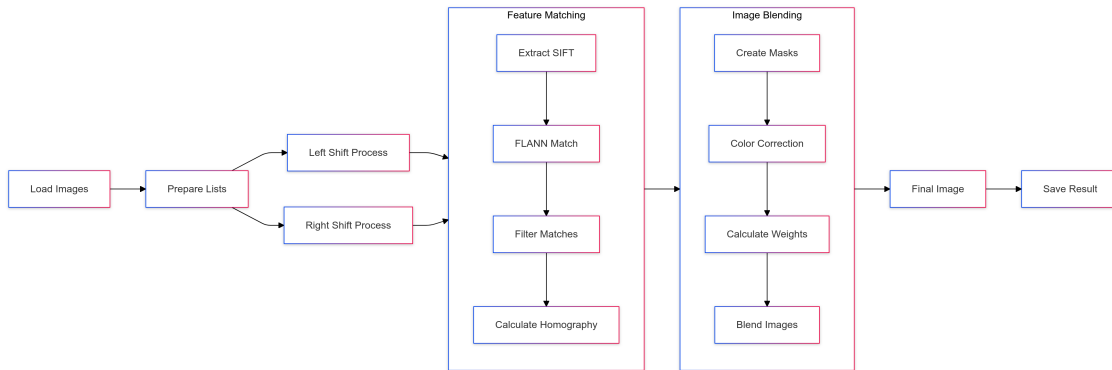 Load Images
Prepare Lists
Left Shift Process
Right Shift Process
Feature Matching
Extract SIFT
FLANN Match
Filter Matches
Calculate Homography
Image Blending
Create Masks
Color Correction
Calculate Weights
Blend Images
Final Image
Save Result